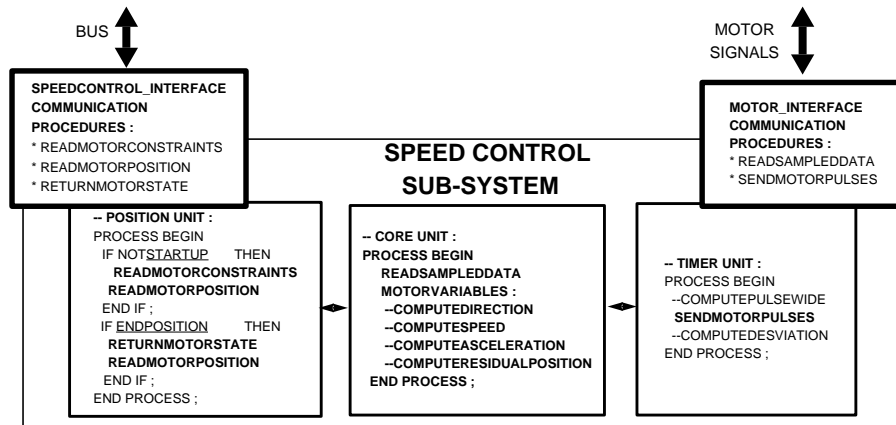 BUS
MOTOR
SIGNALS
SPEEDCONTROL_INTERFACE
COMMUNICATION
PROCEDURES :
* READMOTORCONSTRAINTS
* READMOTORPOSITION
* RETURNMOTORSTATE
MOTOR_INTERFACE
COMMUNICATION
PROCEDURES :
* READSAMPLEDDATA
* SENDMOTORPULSES
SPEED CONTROL
SUB-SYSTEM
-- POSITION UNIT :
PROCESS BEGIN
IF NOTSTARTUP THEN
READMOTORCONSTRAINTS
READMOTORPOSITION
END IF ;
IF ENDPOSITION THEN
RETURNMOTORSTATE
READMOTORPOSITION
END IF ;
END PROCESS ;
-- CORE UNIT :
PROCESS BEGIN
READSAMPLEDDATA
MOTORVARIABLES :
--COMPUTEDIRECTION
--COMPUTESPEED
--COMPUTEASCELERATION
--COMPUTERESIDUALPOSITION
END PROCESS ;
-- TIMER UNIT :
PROCESS BEGIN
--COMPUTEPULSEWIDE
SENDMOTORPULSES
--COMPUTEDESVIATION
END PROCESS ;